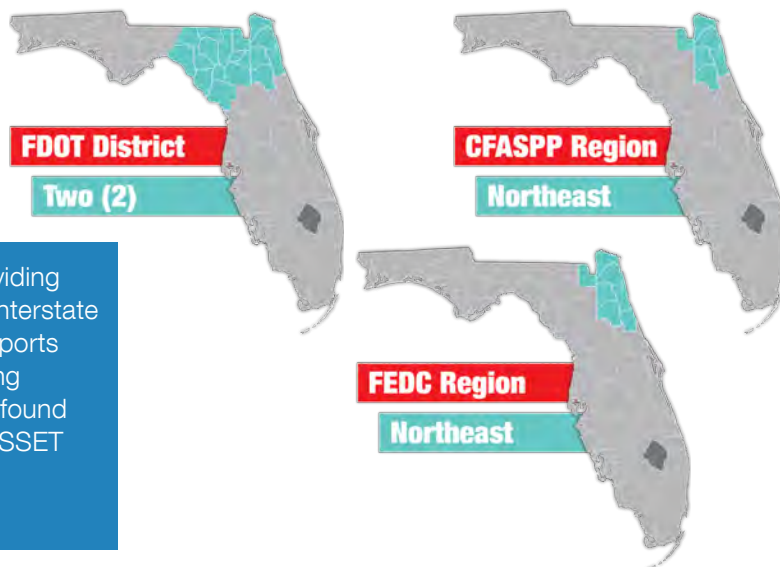 FDOT District
Two (2)
CFASPP Region
Northeast
viding
nterstate
ports
ng
found
SSET
FEDC Region
Northeast